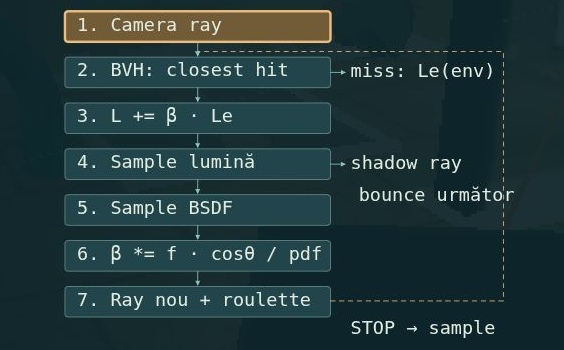 1. Camera ray
2. BVH: closest hit
miss: Le(env)
3. L += β · Le
4. Sample lumină
shadow ray
bounce următor
5. Sample BSDF
6. β *= f · cosθ / pdf
7. Ray nou + roulette
STOP → sample